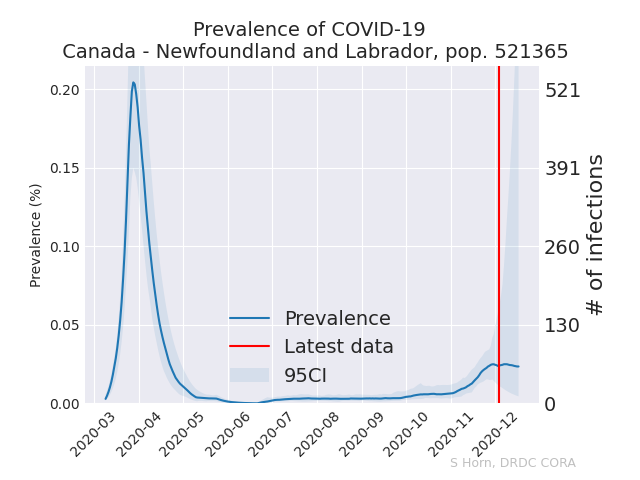 Prevalence of COVID-19
Canada - Newfoundland and Labrador, pop. 521365
0.20
0.15
0.10
0.05
0.00
Prevalence (%)
521
391
260
130
0
# of infections
Prevalence
Latest data
95CI
2020-03
2020-04
2020-05
2020-06
2020-07
2020-08
2020-09
2020-10
2020-11
2020-12
S Horn, DRDC CORA